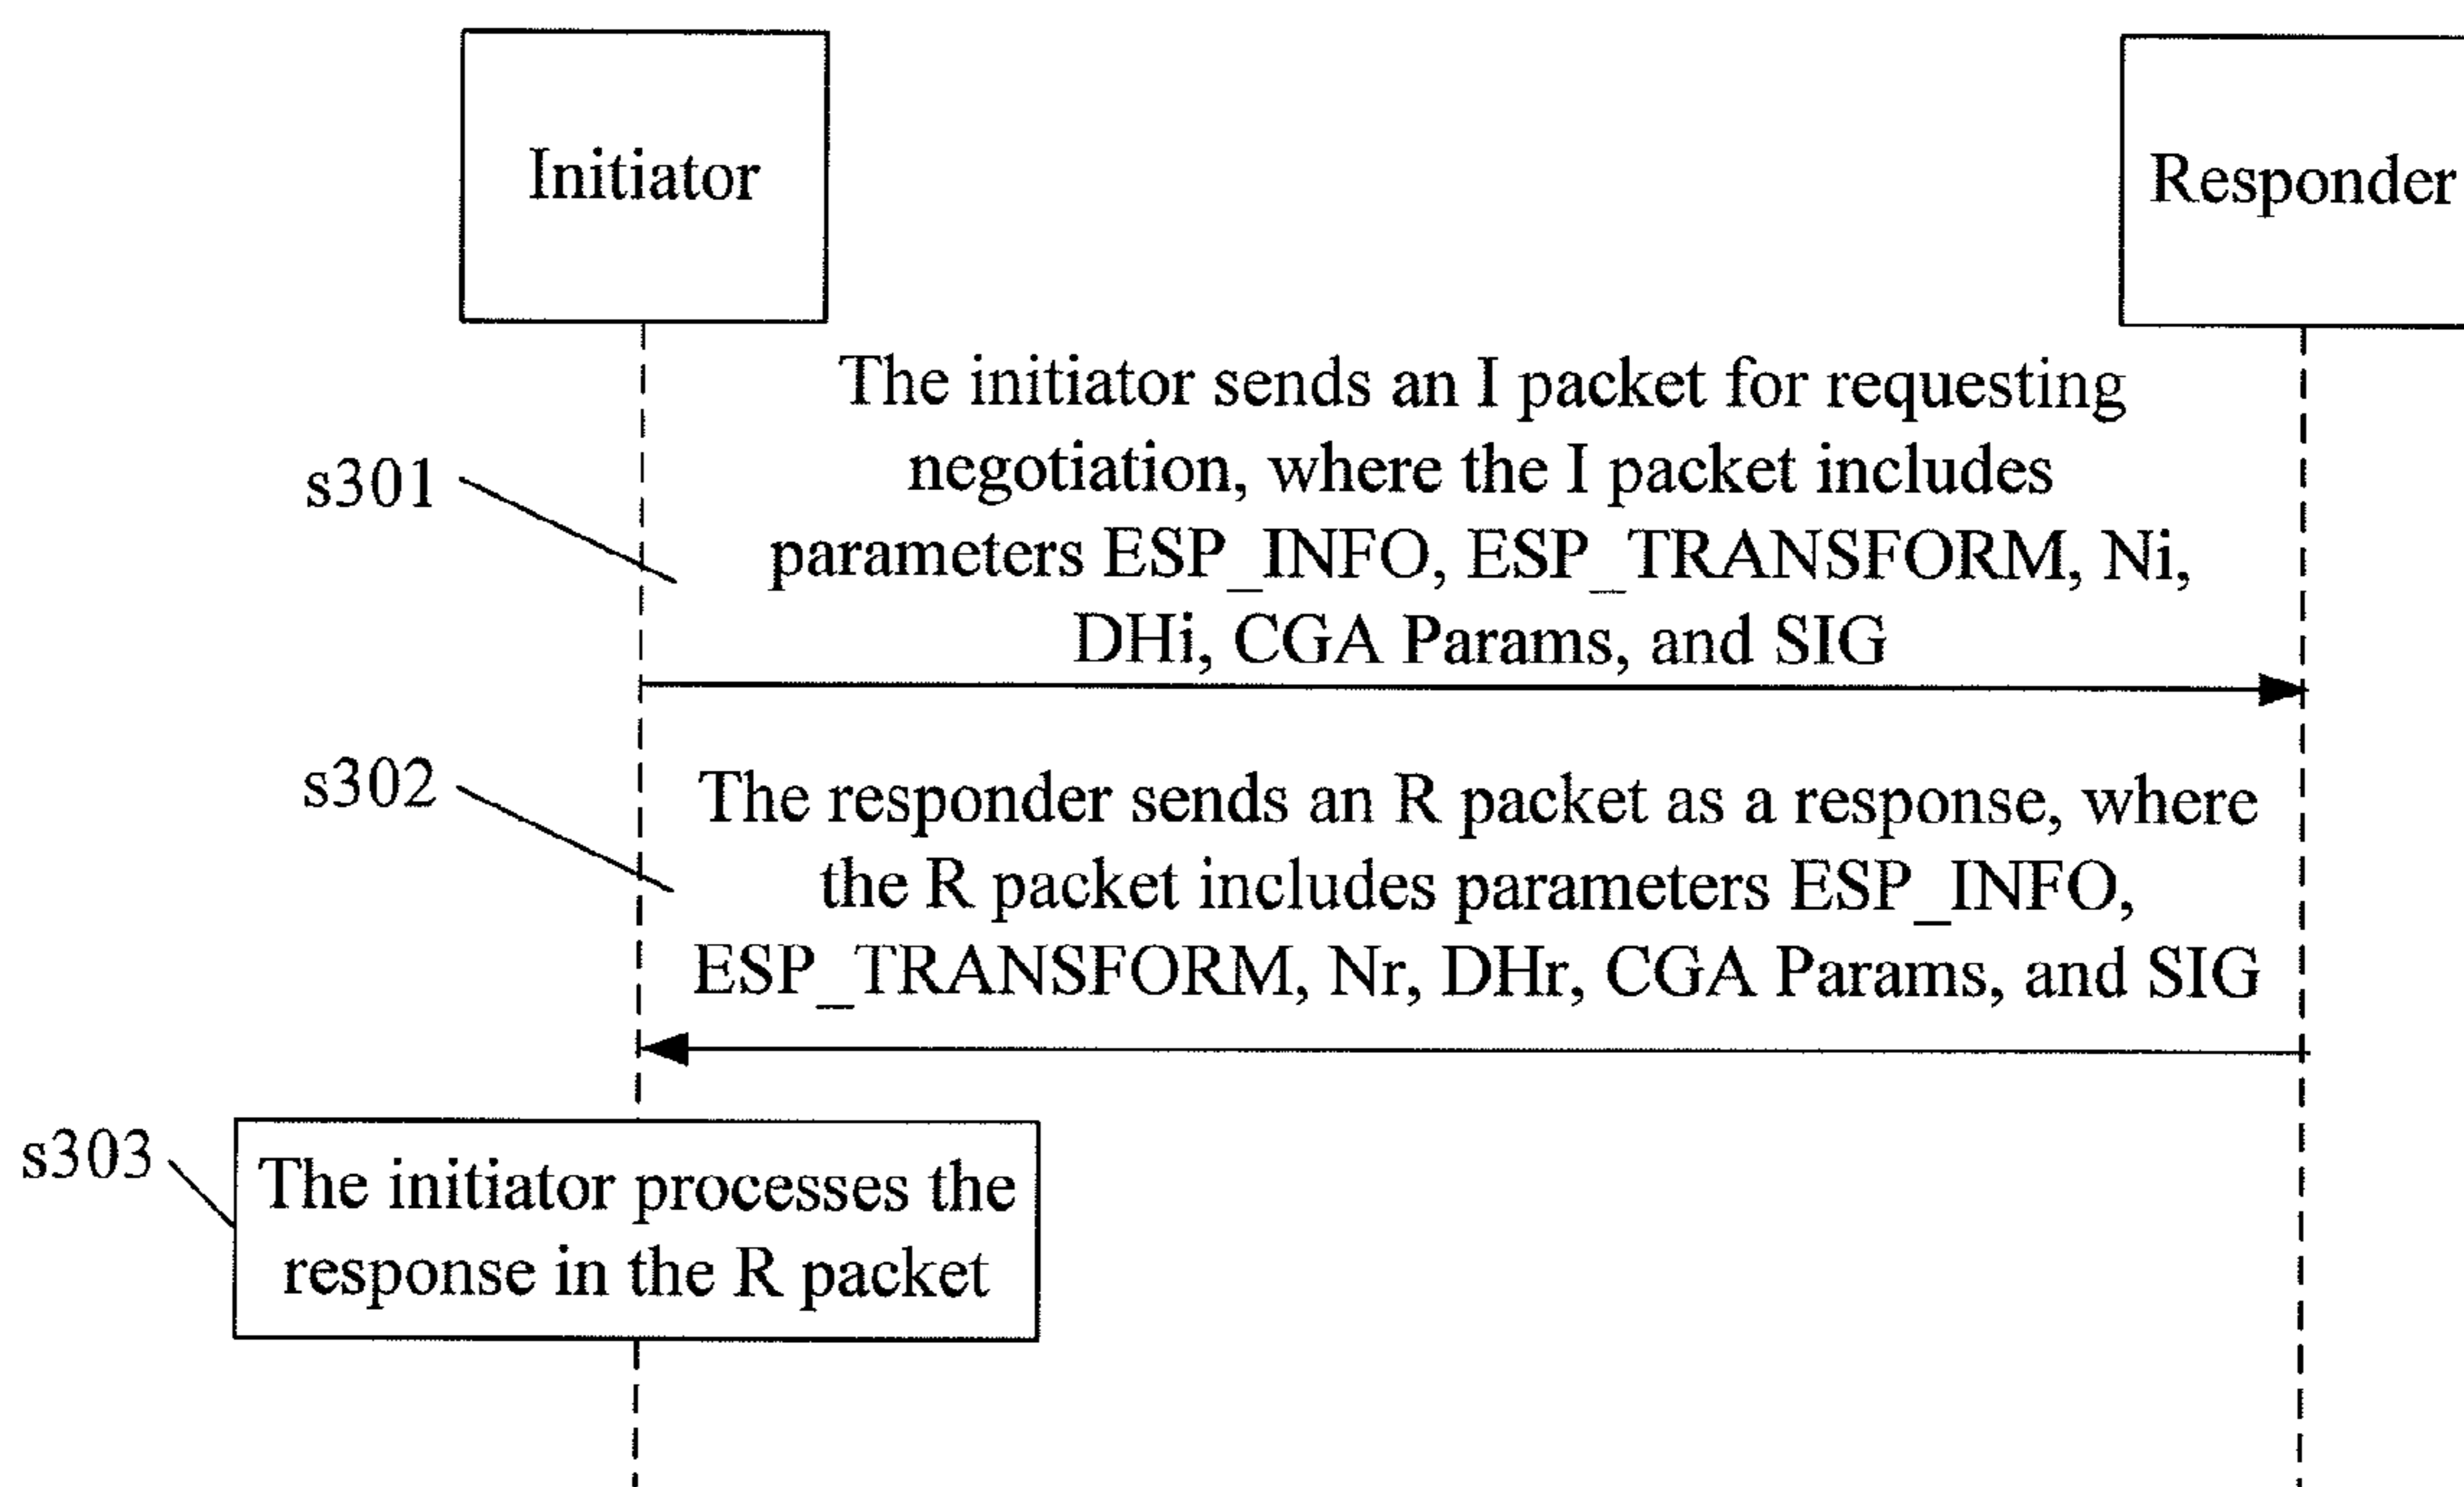 Initiator
Responder
The initiator sends an I packet for requesting
negotiation, where the I packet includes
parameters ESP_INFO, ESP_TRANSFORM, Ni,
DHi, CGA Params, and SIG
s301
The responder sends an R packet as a response, where
the R packet includes parameters ESP_INFO,
ESP_TRANSFORM, Nr, DHr, CGA Params, and SIG
s302
s303
The initiator processes the
response in the R packet